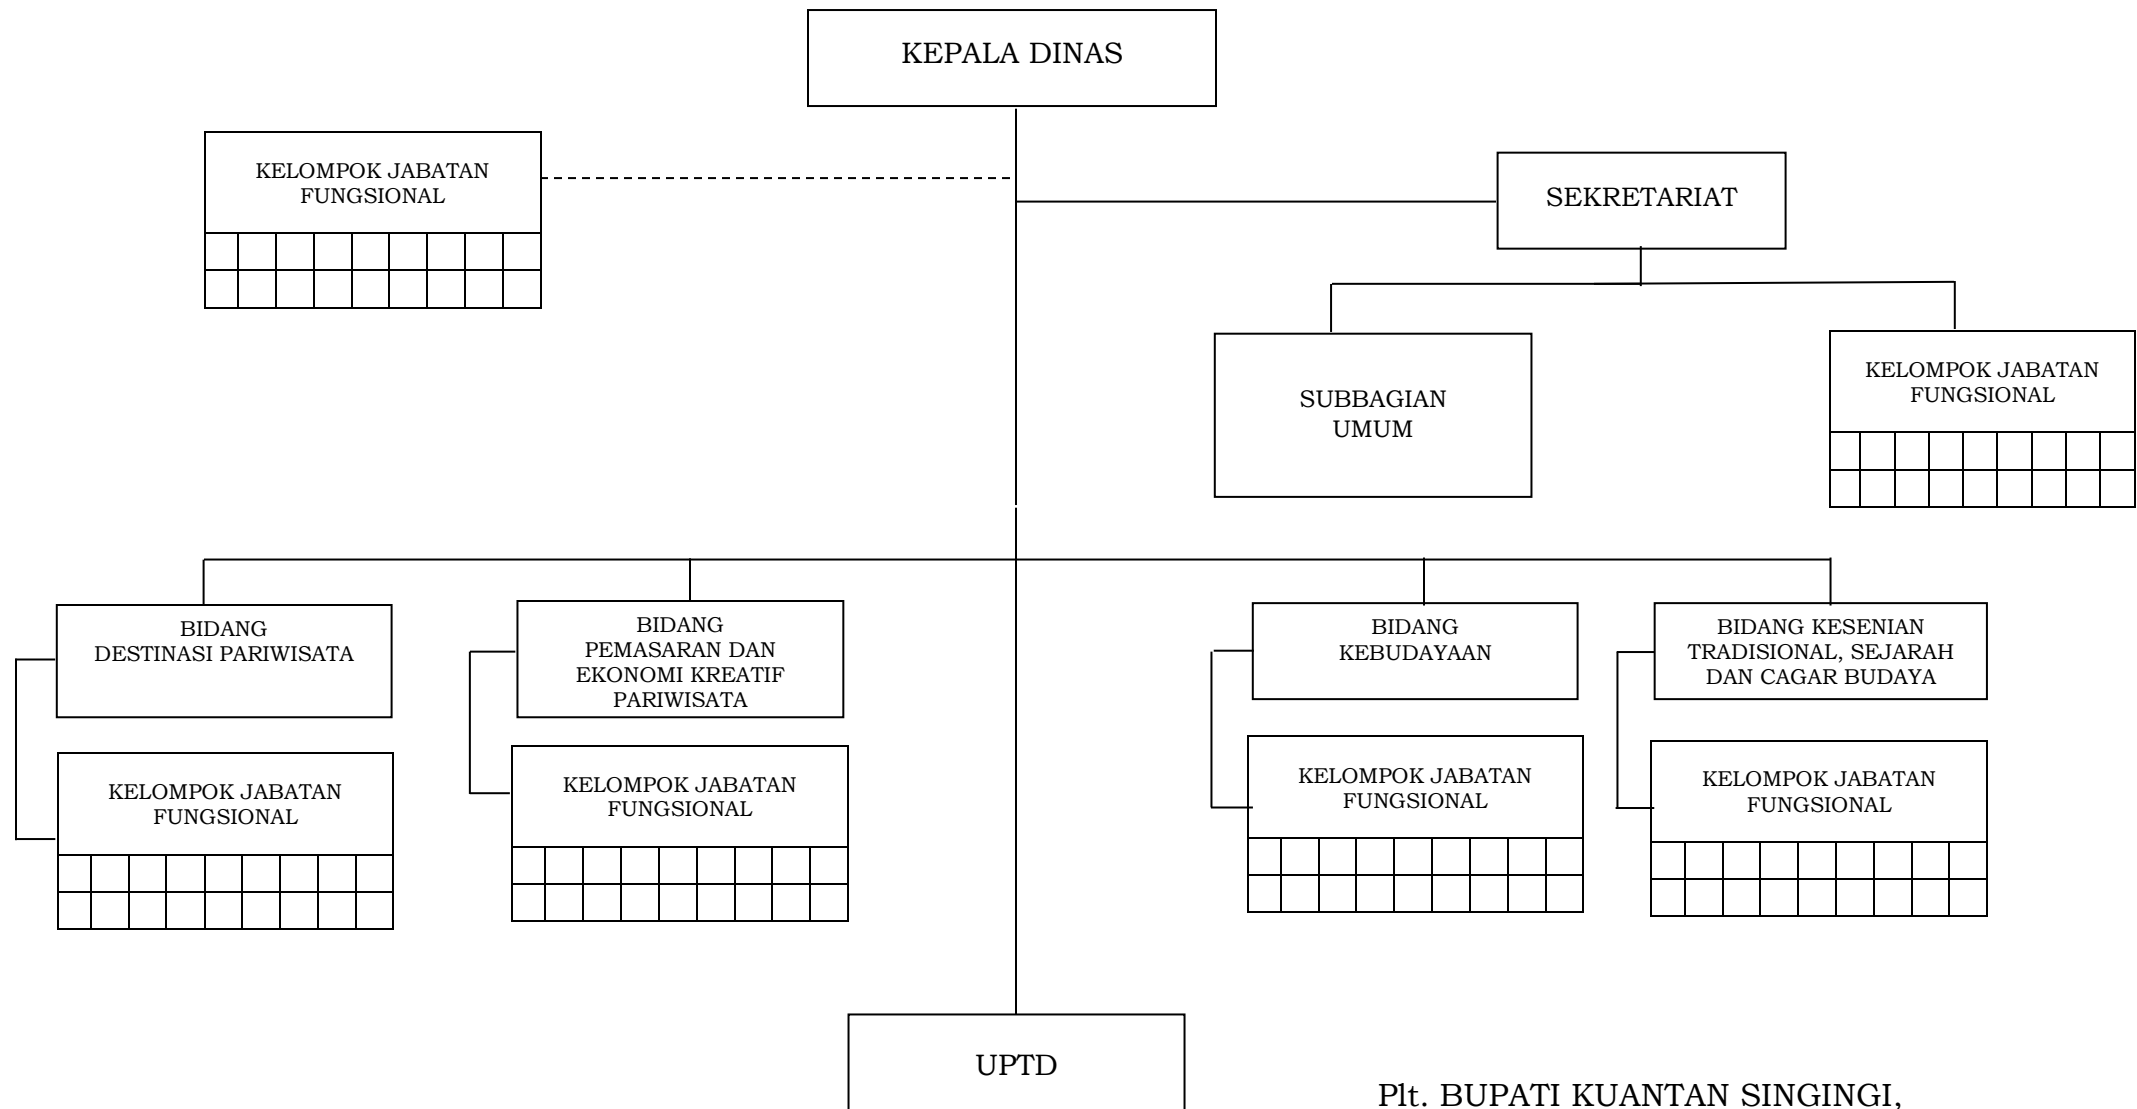 KEPALA DINAS
KELOMPOK JABATAN
FUNGSIONAL
SEKRETARIAT
SUBBAGIAN
UMUM
KELOMPOK JABATAN
FUNGSIONAL
BIDANG
DESTINASI PARIWISATA
BIDANG
PEMASARAN DAN
EKONOMI KREATIF
PARIWISATA
BIDANG
KEBUDAYAAN
BIDANG KESENIAN
TRADISIONAL, SEJARAH
DAN CAGAR BUDAYA
KELOMPOK JABATAN
FUNGSIONAL
KELOMPOK JABATAN
FUNGSIONAL
KELOMPOK JABATAN
FUNGSIONAL
KELOMPOK JABATAN
FUNGSIONAL
UPTD
Plt. BUPATI KUANTAN SINGINGI,